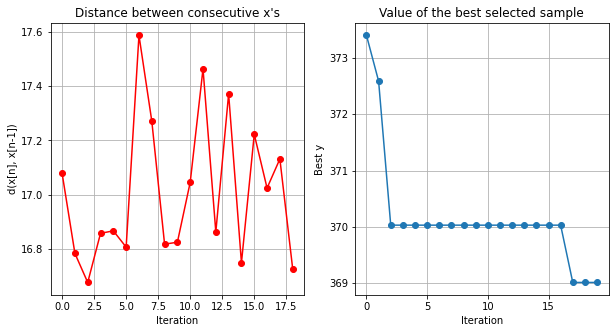 Distance between consecutive x's
17.6
17.4
17.2
17.0
16.8
d(x[n], x[n-1])
0.0 2.5 5.0 7.5 10.0 12.5 15.0 17.5
Iteration
Value of the best selected sample
373
372
371
370
369
Best y
0 5 10 15
Iteration